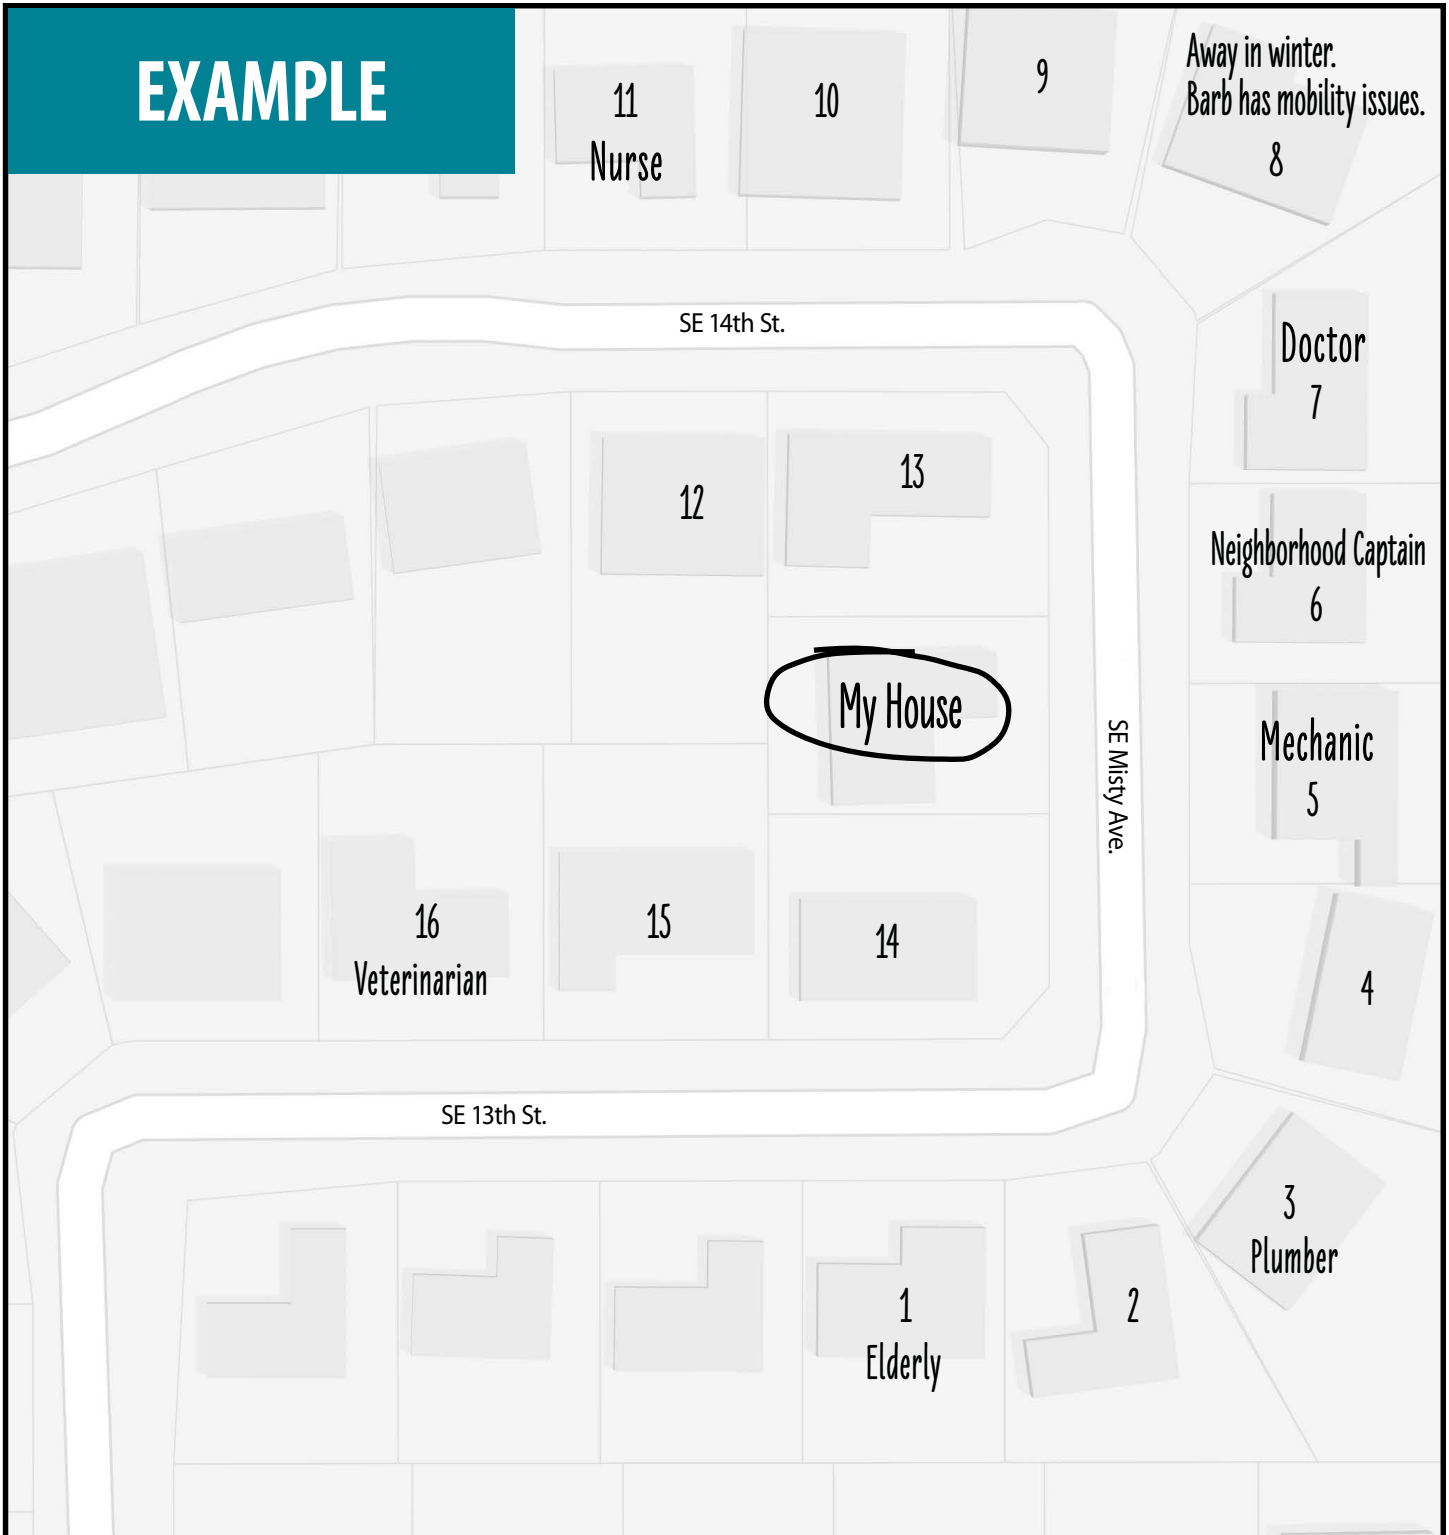 EXAMPLE
11
Nurse
10
9
Away in winter.
Barb has mobility issues.
8
SE 14th St.
Doctor
7
12
13
Neighborhood Captain
6
My House
SE Misty Ave.
Mechanic
5
16
Veterinarian
15
14
4
SE 13th St.
3
Plumber
1
Elderly
2